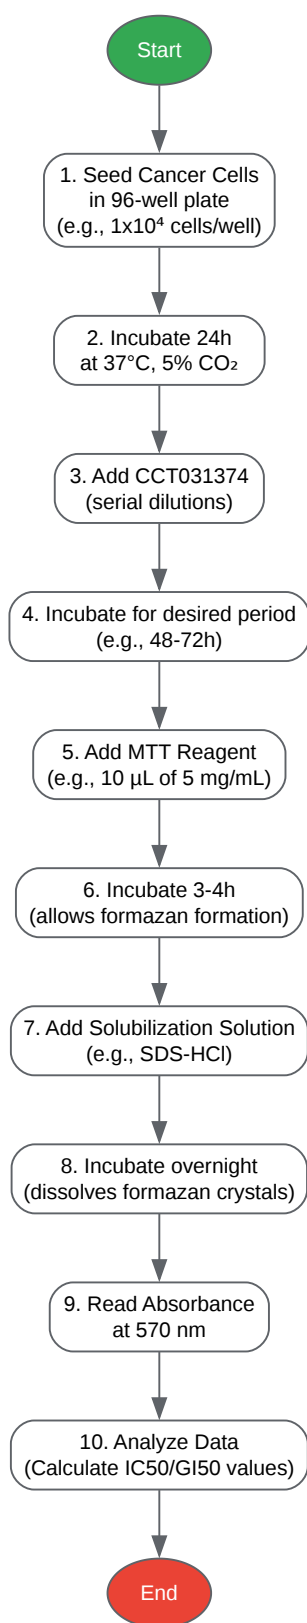 Start
1. Seed Cancer Cells
in 96-well plate
(e.g., 1x10⁴ cells/well)
2. Incubate 24h
at 37°C, 5% CO₂
3. Add CCT031374
(serial dilutions)
4. Incubate for desired period
(e.g., 48-72h)
5. Add MTT Reagent
(e.g., 10 µL of 5 mg/mL)
6. Incubate 3-4h
(allows formazan formation)
7. Add Solubilization Solution
(e.g., SDS-HCl)
8. Incubate overnight
(dissolves formazan crystals)
9. Read Absorbance
at 570 nm
10. Analyze Data
(Calculate IC50/GI50 values)
End